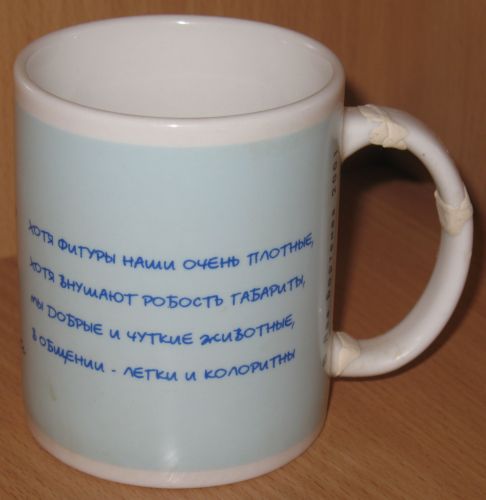 ХОТЯ ФИГУРЫ НАШИ ОЧЕНЬ ПЛОТНЫЕ,
ХОТЯ ВНУШАЮТ РОБОСТЬ ГАБАРИТЫ,
МЫ ДОБРЫЕ И ЧУТКИЕ ЖИВОТНЫЕ,
В ОБЩЕНИИ - ЛЕГКИ И КОЛОРИТНЫ